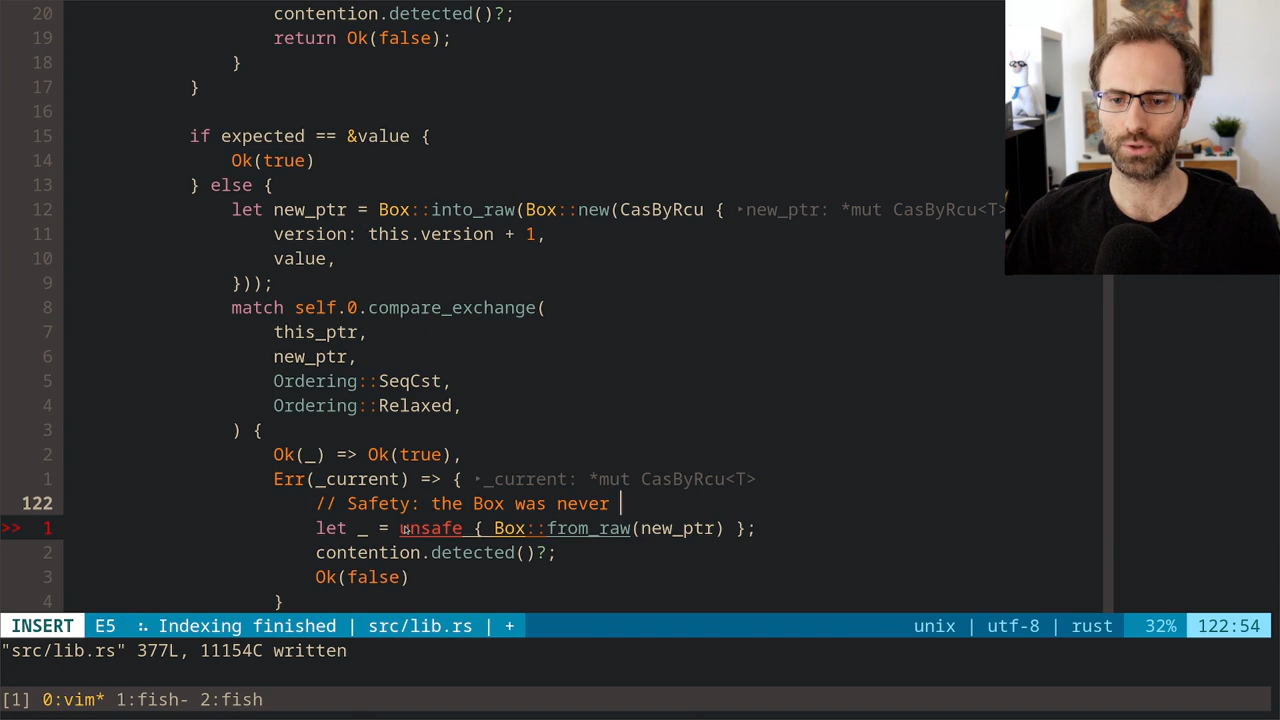 20 contention.detected()?;
19 return Ok(false);
18 }
17 }
16
15 if expected == &value {
14 Ok(true)
13 } else {
12 let new_ptr = Box::into_raw(Box::new(CasByRcu { ‣new_ptr: *mut CasByRcu<T>
11 version: this.version + 1,
10 value,
9 }));
8 match self.0.compare_exchange(
7 this_ptr,
6 new_ptr,
5 Ordering::SeqCst,
4 Ordering::Relaxed,
3 ) {
2 Ok(_) => Ok(true),
1 Err(_current) => { ‣_current: *mut CasByRcu<T>
122 // Safety: the Box was never
>> 1 let _ = unsafe { Box::from_raw(new_ptr) };
2 contention.detected()?;
3 Ok(false)
4 }
INSERT E5 ⢄ Indexing finished | src/lib.rs | + unix | utf-8 | rust 32% 122:54
"src/lib.rs" 377L, 11154C written
[1] 0:vim* 1:fish- 2:fish